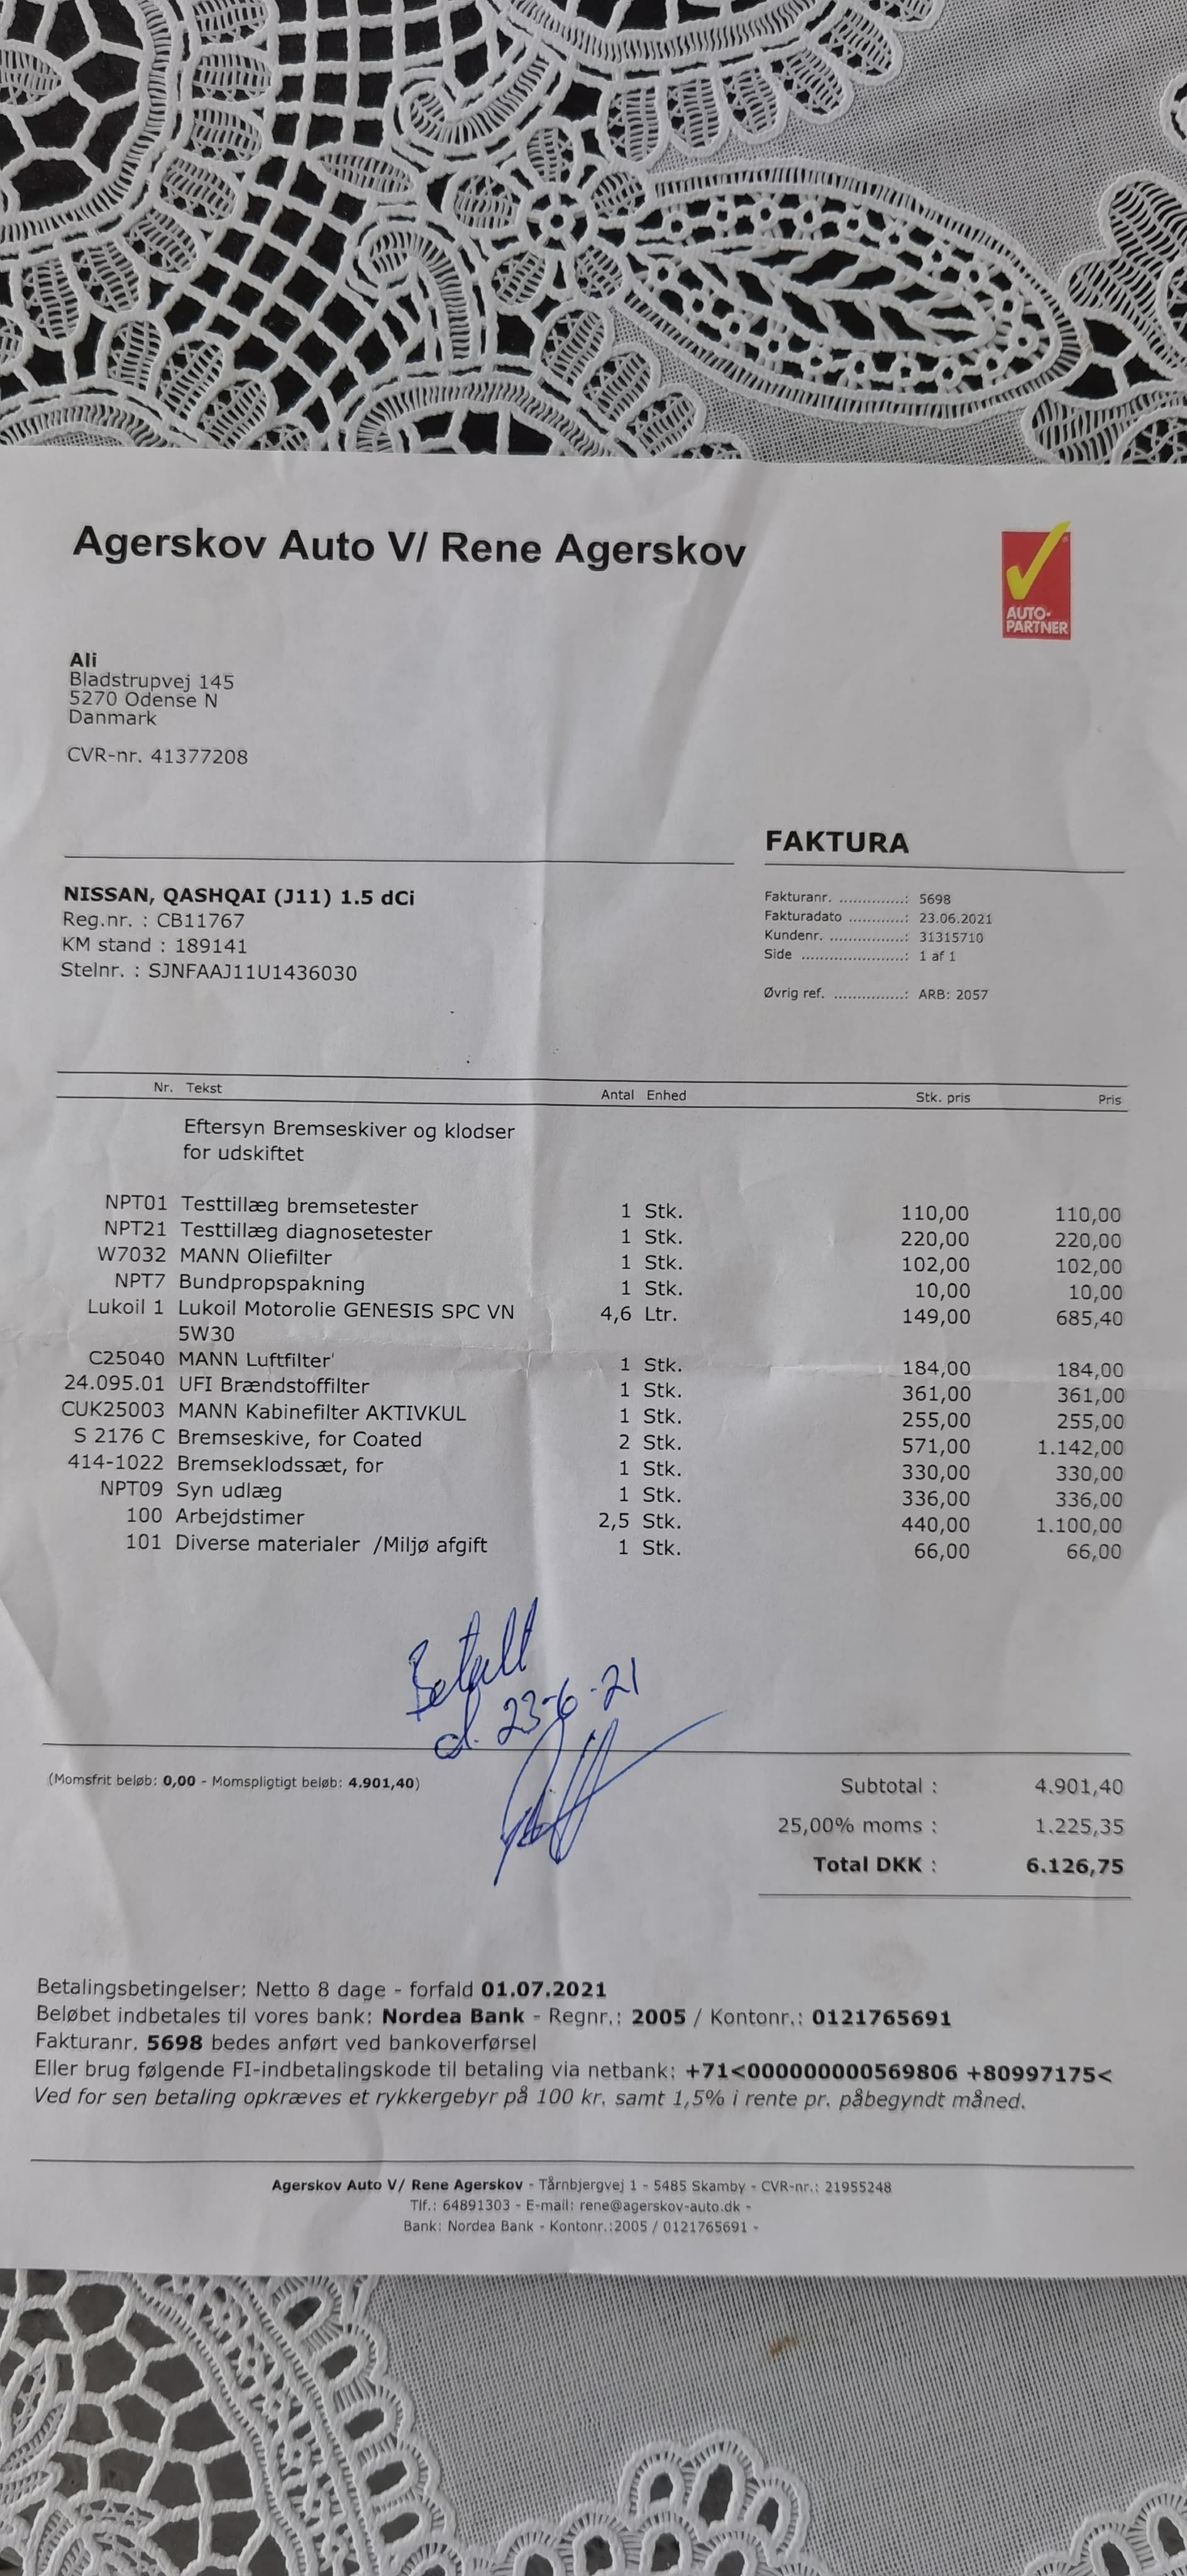 Agerskov Auto V/ Rene Agerskov
AUTO-
PARTNER
Ali
Bladstrupvej 145
5270 Odense N
Danmark
CVR-nr. 41377208
FAKTURA
NISSAN, QASHQAI (J11) 1.5 dCi
Reg.nr. : CB11767
KM stand : 189141
Stelnr. : SJNFAAJ11U1436030
Fakturanr. ..............: 5698
Fakturadato ............: 23.06.2021
Kundenr. .................: 31315710
Side .......................: 1 af 1
Øvrig ref. ...............: ARB: 2057
Nr. Tekst Antal Enhed Stk. pris Pris
Eftersyn Bremseskiver og klodser
for udskiftet
NPT01 Testtillæg bremsetester 1 Stk. 110,00 110,00
NPT21 Testtillæg diagnosetester 1 Stk. 220,00 220,00
W7032 MANN Oliefilter 1 Stk. 102,00 102,00
NPT7 Bundpropspakning 1 Stk. 10,00 10,00
Lukoil 1 Lukoil Motorolie GENESIS SPC VN 4,6 Ltr. 149,00 685,40
5W30
C25040 MANN Luftfilter' 1 Stk. 184,00 184,00
24.095.01 UFI Brændstoffilter 1 Stk. 361,00 361,00
CUK25003 MANN Kabinefilter AKTIVKUL 1 Stk. 255,00 255,00
S 2176 C Bremseskive, for Coated 2 Stk. 571,00 1.142,00
414-1022 Bremseklodssæt, for 1 Stk. 330,00 330,00
NPT09 Syn udlæg 1 Stk. 336,00 336,00
100 Arbejdstimer 2,5 Stk. 440,00 1.100,00
101 Diverse materialer /Miljø afgift 1 Stk. 66,00 66,00
Betalt
d. 23-6-21
(Momsfrit beløb: 0,00 - Momspligtigt beløb: 4.901,40)
Subtotal : 4.901,40
25,00% moms : 1.225,35
Total DKK : 6.126,75
Betalingsbetingelser: Netto 8 dage - forfald 01.07.2021
Beløbet indbetales til vores bank: Nordea Bank - Regnr.: 2005 / Kontonr.: 0121765691
Fakturanr. 5698 bedes anført ved bankoverførsel
Eller brug følgende FI-indbetalingskode til betaling via netbank: +71<000000000569806 +80997175<
Ved for sen betaling opkræves et rykkergebyr på 100 kr. samt 1,5% i rente pr. påbegyndt måned.
Agerskov Auto V/ Rene Agerskov - Tårnbjergvej 1 - 5485 Skamby - CVR-nr.: 21955248
Tlf.: 64891303 - E-mail: rene@agerskov-auto.dk -
Bank: Nordea Bank - Kontonr.:2005 / 0121765691 -